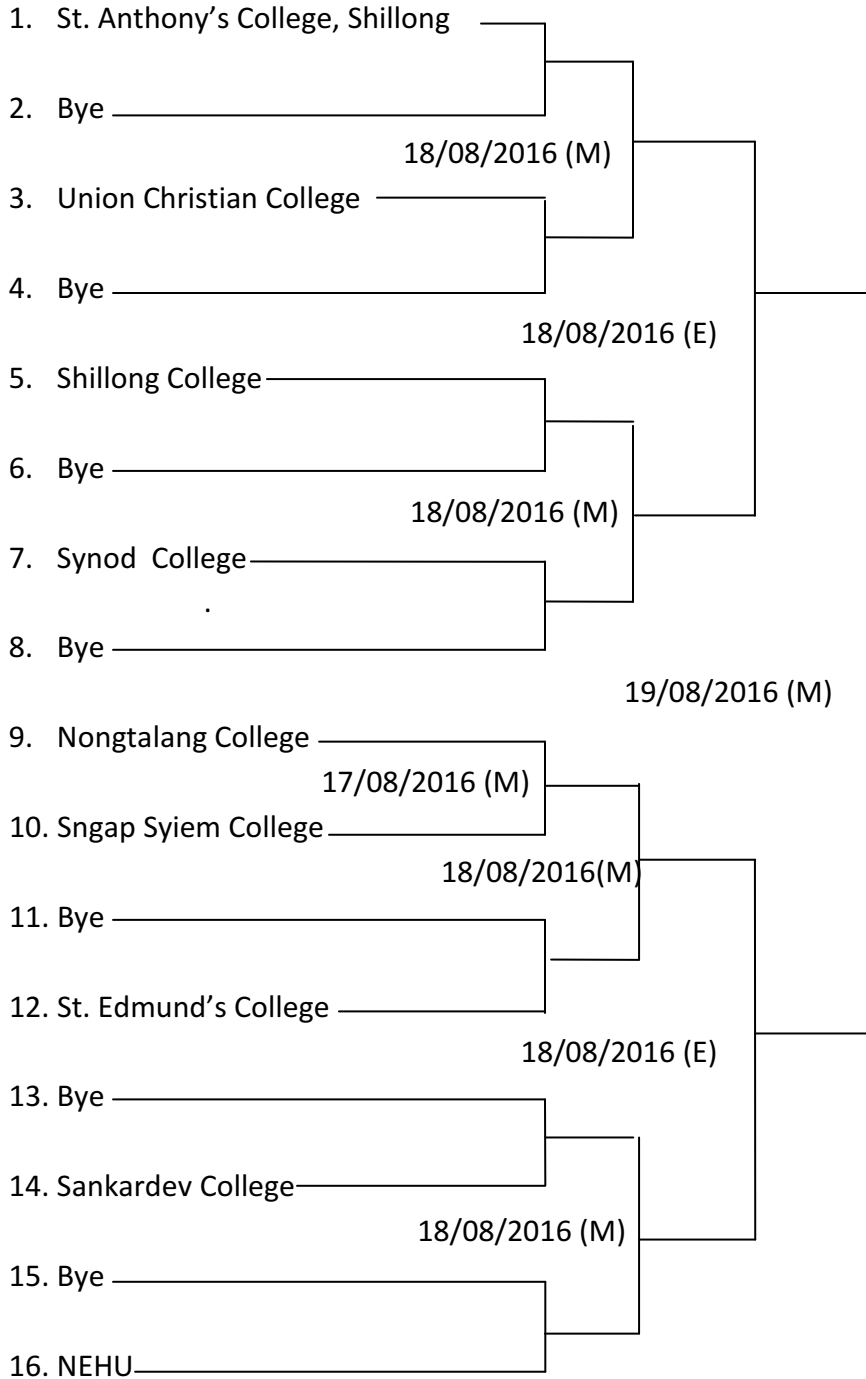 1. St. Anthony’s College, Shillong
2. Bye
18/08/2016 (M)
3. Union Christian College
4. Bye
18/08/2016 (E)
5. Shillong College
6. Bye
18/08/2016 (M)
7. Synod College
.
8. Bye
19/08/2016 (M)
9. Nongtalang College
17/08/2016 (M)
10. Sngap Syiem College
18/08/2016(M)
11. Bye
12. St. Edmund’s College
18/08/2016 (E)
13. Bye
14. Sankardev College
18/08/2016 (M)
15. Bye
16. NEHU